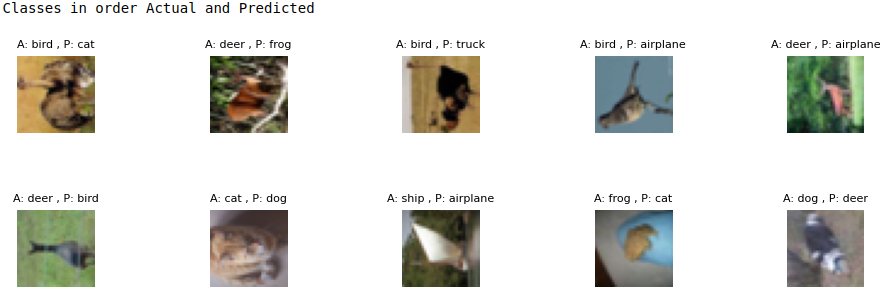 Classes in order Actual and Predicted
A: bird , P: cat
A: deer , P: frog
A: bird , P: truck
A: bird , P: airplane
A: deer , P: airplane
A: deer , P: bird
A: cat , P: dog
A: ship , P: airplane
A: frog , P: cat
A: dog , P: deer